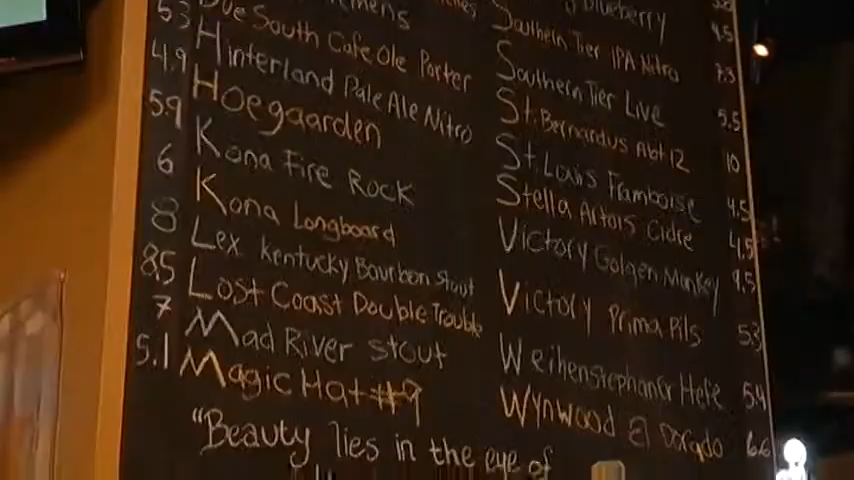 5.3 Due South Cafe Ole Porter
4.9 Hinterland Pale Ale Nitro
5.9 Hoegaarden
6 Kona Fire Rock
8 Kona Longboard
8.5 Lex Kentucky Bourbon Stout
7 Lost Coast Double Trouble
5.1 Mad River Stout
Magic Hat #9
"Beauty lies in the eye of
Blueberry
Southern Tier IPA Nitro
Southern Tier Live
St. Bernardus Abt 12 10
St. Louis Framboise 4.5
Stella Artois Cidre 4.5
Victory Golden Monkey 9.5
Victory Prima Pils 5.3
Weihenstephaner Hefe 5.4
Wynwood El Dorado 6.6